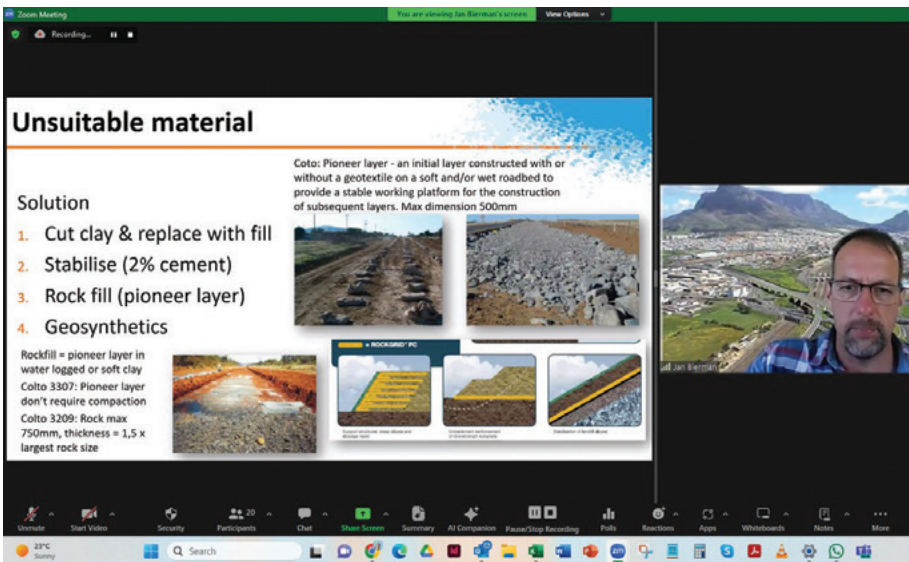 Zoom Meeting
You are viewing Jan Bierman's screen
View Options
Recording...
Unsuitable material
Coto: Pioneer layer - an initial layer constructed with or
without a geotextile on a soft and/or wet roadbed to
provide a stable working platform for the construction
of subsequent layers. Max dimension 500mm
Solution
1. Cut clay & replace with fill
2. Stabilise (2% cement)
3. Rock fill (pioneer layer)
4. Geosynthetics
Rockfill = pioneer layer in
water logged or soft clay
Colto 3307: Pioneer layer
don't require compaction
Colto 3209: Rock max
750mm, thickness = 1,5 x
largest rock size
= ROCKGRID™ PC
Jan Bierman
Unmute
Start Video
Security
20
Participants
Chat
Share Screen
Summary
AI Companion
Pause/Stop Recording
Polls
Reactions
Apps
Whiteboards
Notes
More
23°C
Sunny
Search
zm